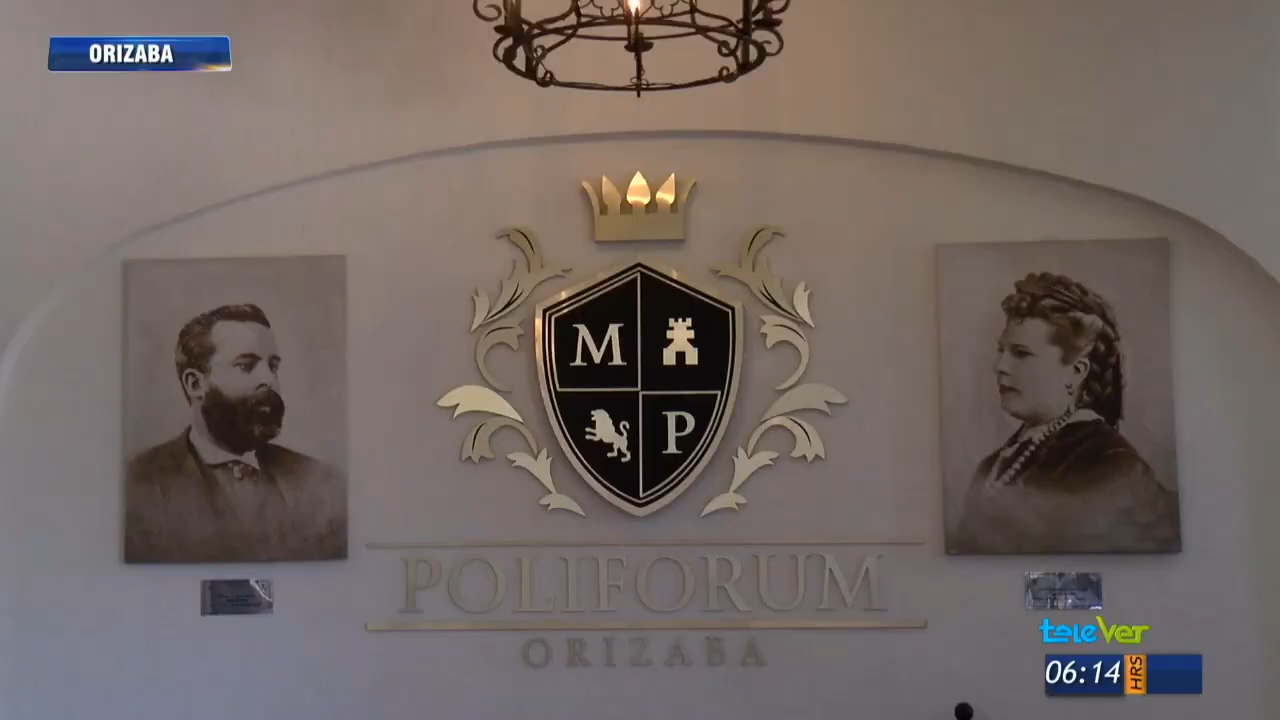 ORIZABA
M
P
POLIFORUM
ORIZABA
teleVer
06:14 HRS